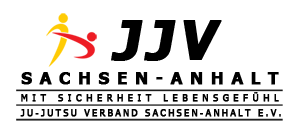 JJV
SACHSEN-ANHALT
MIT SICHERHEIT LEBENSGEFÜHL
JU-JUTSU VERBAND SACHSEN-ANHALT E.V.